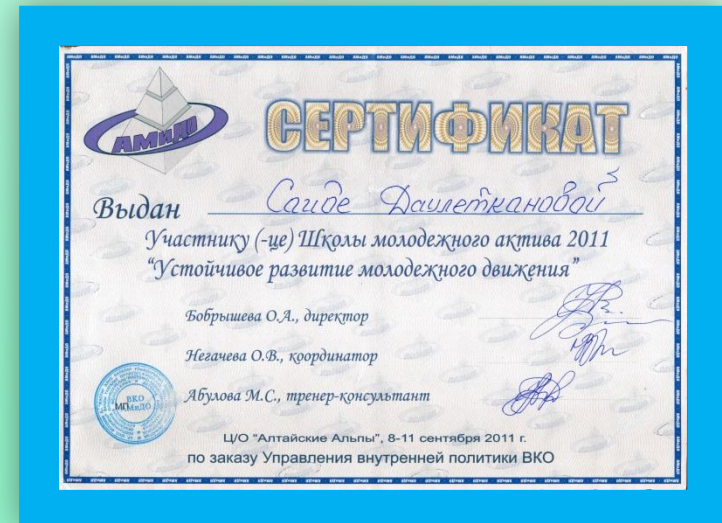 АМиДО
СЕРТИФИКАТ
Выдан Саиде Даулеткановой
Участнику (-це) Школы молодежного актива 2011
“Устойчивое развитие молодежного движения”
Бобрышева О.А., директор
Негачева О.В., координатор
Абулова М.С., тренер-консультант
ВКО
Ц/О "Алтайские Альпы", 8-11 сентября 2011 г.
по заказу Управления внутренней политики ВКО